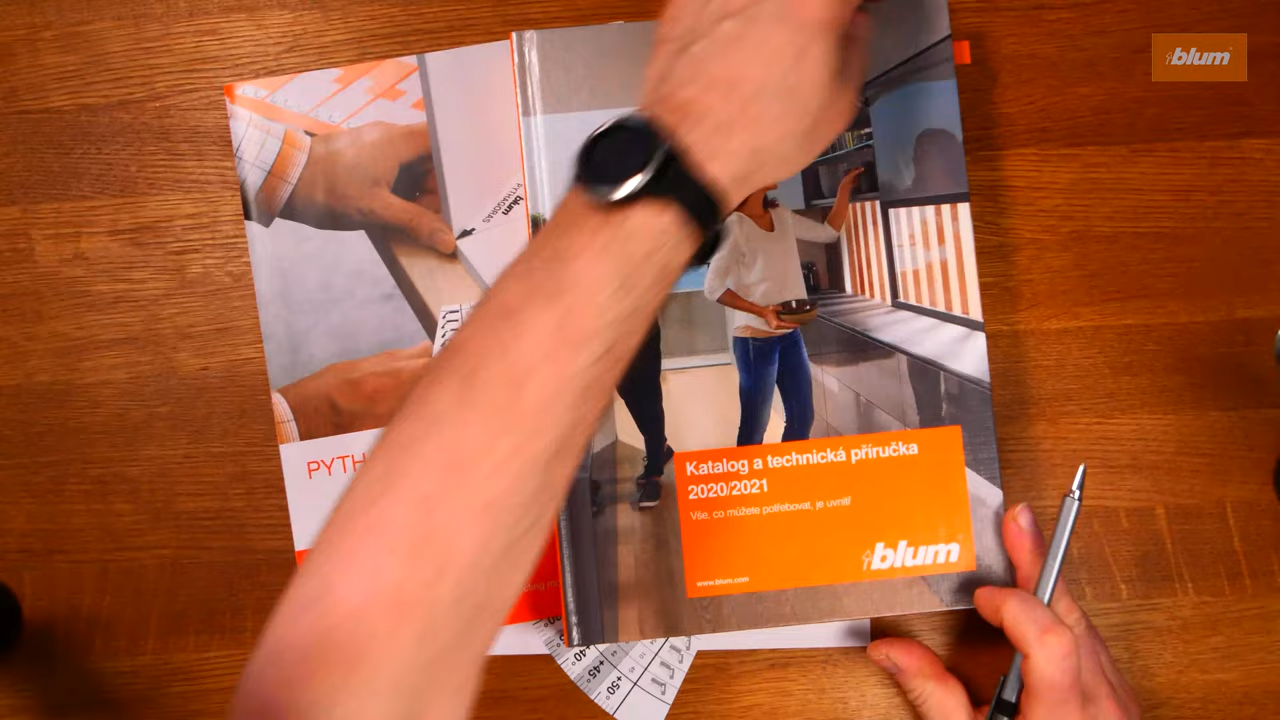 blum
PYTHAGORAS
blum
PYTH
Katalog a technická příručka
2020/2021
Vše, co můžete potřebovat, je uvnitř
blum
www.blum.com
+40°
+45°
+50°